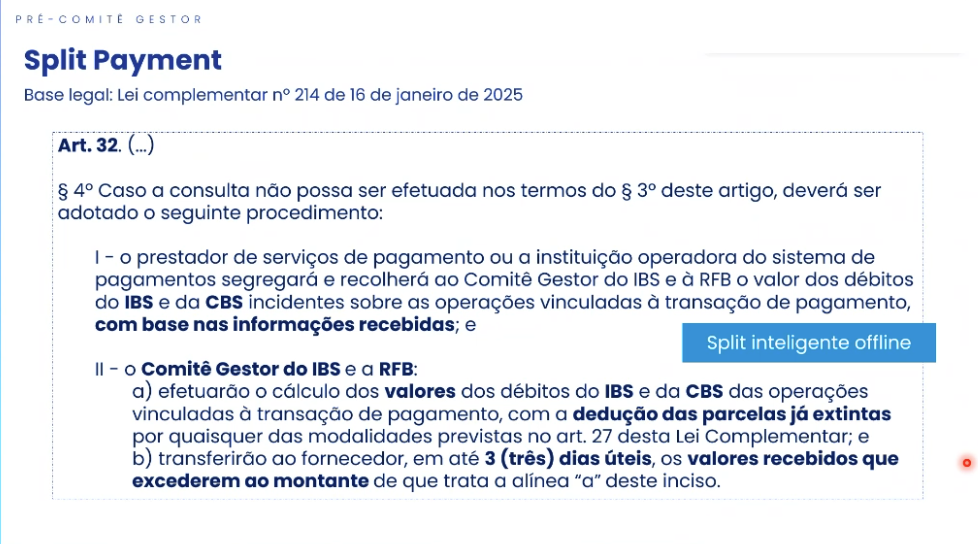 PRÉ-COMITÊ GESTOR
Split Payment
Base legal: Lei complementar nº 214 de 16 de janeiro de 2025
Art. 32. (...)
§ 4º Caso a consulta não possa ser efetuada nos termos do § 3º deste artigo, deverá ser
adotado o seguinte procedimento:
I - o prestador de serviços de pagamento ou a instituição operadora do sistema de
pagamentos segregará e recolherá ao Comitê Gestor do IBS e à RFB o valor dos débitos
do IBS e da CBS incidentes sobre as operações vinculadas à transação de pagamento,
com base nas informações recebidas; e
Split inteligente offline
II - o Comitê Gestor do IBS e a RFB:
a) efetuarão o cálculo dos valores dos débitos do IBS e da CBS das operações
vinculadas à transação de pagamento, com a dedução das parcelas já extintas
por quaisquer das modalidades previstas no art. 27 desta Lei Complementar; e
b) transferirão ao fornecedor, em até 3 (três) dias úteis, os valores recebidos que
excederem ao montante de que trata a alínea “a” deste inciso.